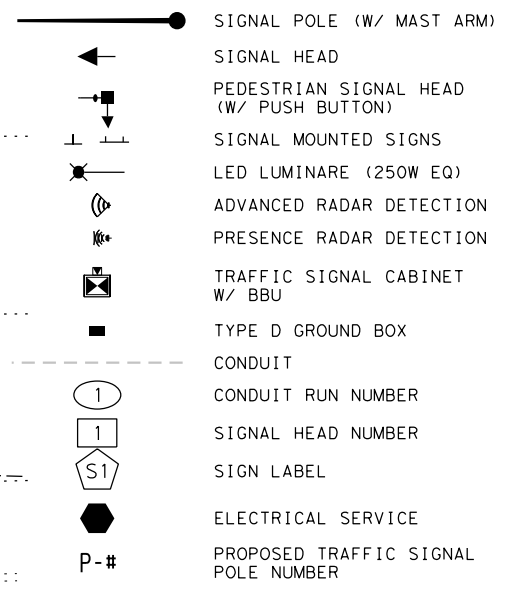 SIGNAL POLE (W/ MAST ARM)
SIGNAL HEAD
PEDESTRIAN SIGNAL HEAD
(W/ PUSH BUTTON)
SIGNAL MOUNTED SIGNS
LED LUMINARE (250W EQ)
ADVANCED RADAR DETECTION
PRESENCE RADAR DETECTION
TRAFFIC SIGNAL CABINET
W/ BBU
TYPE D GROUND BOX
CONDUIT
1 CONDUIT RUN NUMBER
1 SIGNAL HEAD NUMBER
S1 SIGN LABEL
ELECTRICAL SERVICE
P-# PROPOSED TRAFFIC SIGNAL
POLE NUMBER